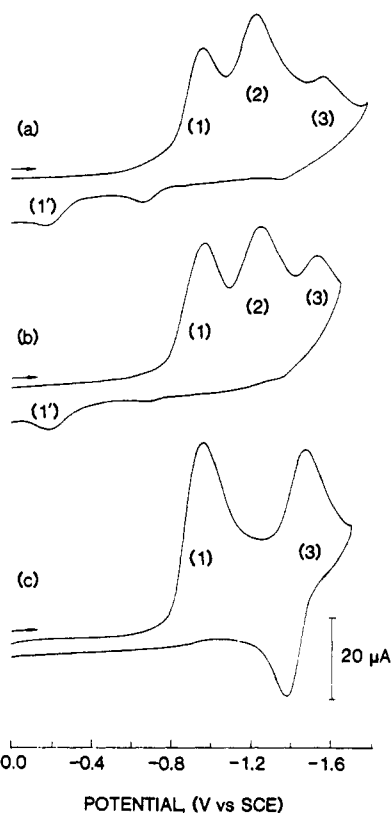 (a)
(1)
(2)
(3)
(1')
(b)
(1)
(2)
(3)
(1')
(c)
(1)
(3)
20 µA
0.0 -0.4 -0.8 -1.2 -1.6
POTENTIAL, (V vs SCE)